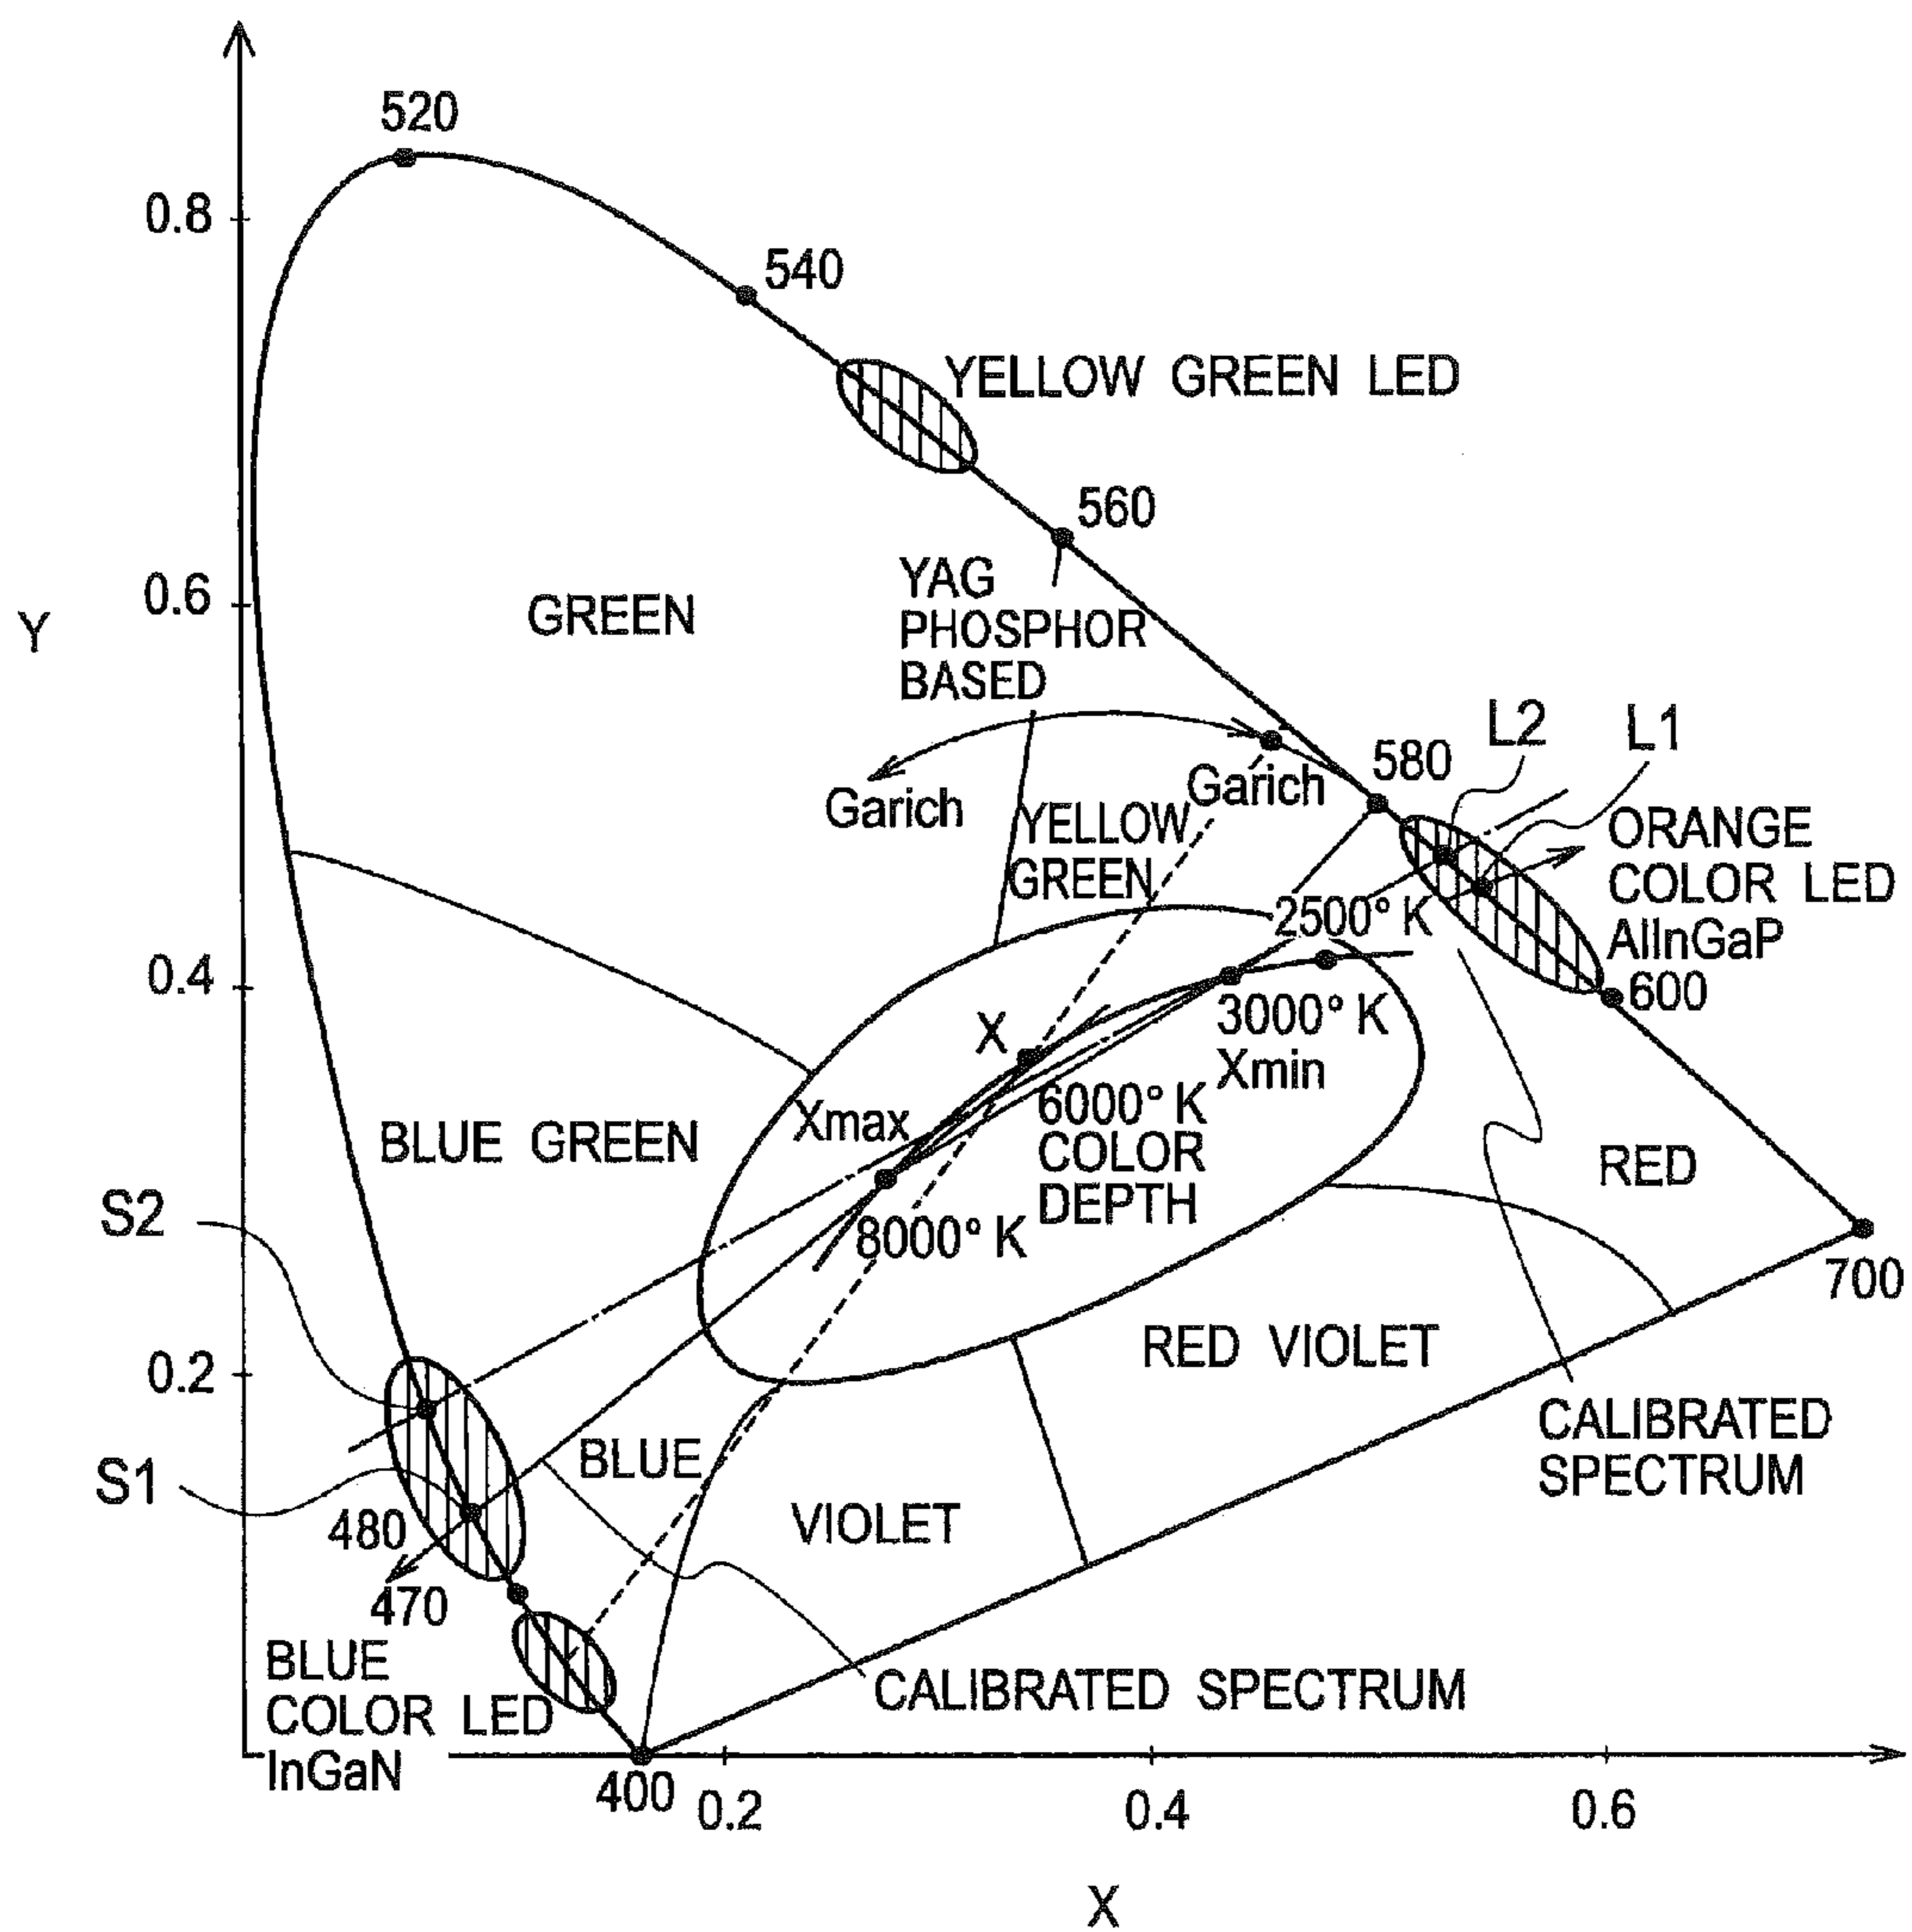 520
0.8
540
YELLOW GREEN LED
560
YAG
PHOSPHOR
BASED
0.6
GREEN
Y
L2
L1
580
Garich
Garich
YELLOW
GREEN
ORANGE
COLOR LED
AlInGaP
2500° K
0.4
600
3000° K
Xmin
X
6000° K
COLOR
DEPTH
Xmax
BLUE GREEN
RED
S2
8000° K
700
RED VIOLET
0.2
CALIBRATED
SPECTRUM
BLUE
S1
480
VIOLET
470
BLUE
COLOR LED
InGaN
CALIBRATED SPECTRUM
400
0.2
0.4
0.6
X